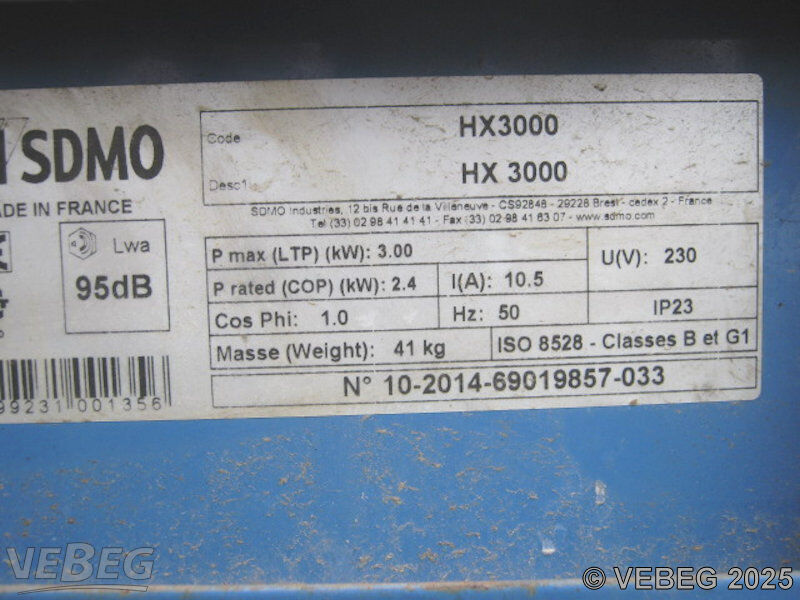 SDMO
MADE IN FRANCE
Lwa
95dB
99231 001356
Code HX3000
Desc1 HX 3000
SDMO Industries, 12 bis Rue de la Villeneuve - CS92848 - 29228 Brest - cedex 2 - France
Tel (33) 02 98 41 41 41 - Fax (33) 02 98 41 63 07 - www.sdmo.com
P max (LTP) (kW): 3.00
U(V): 230
P rated (COP) (kW): 2.4 I(A): 10.5
Cos Phi: 1.0 Hz: 50 IP23
Masse (Weight): 41 kg ISO 8528 - Classes B et G1
N° 10-2014-69019857-033
VEBEG
© VEBEG 2025